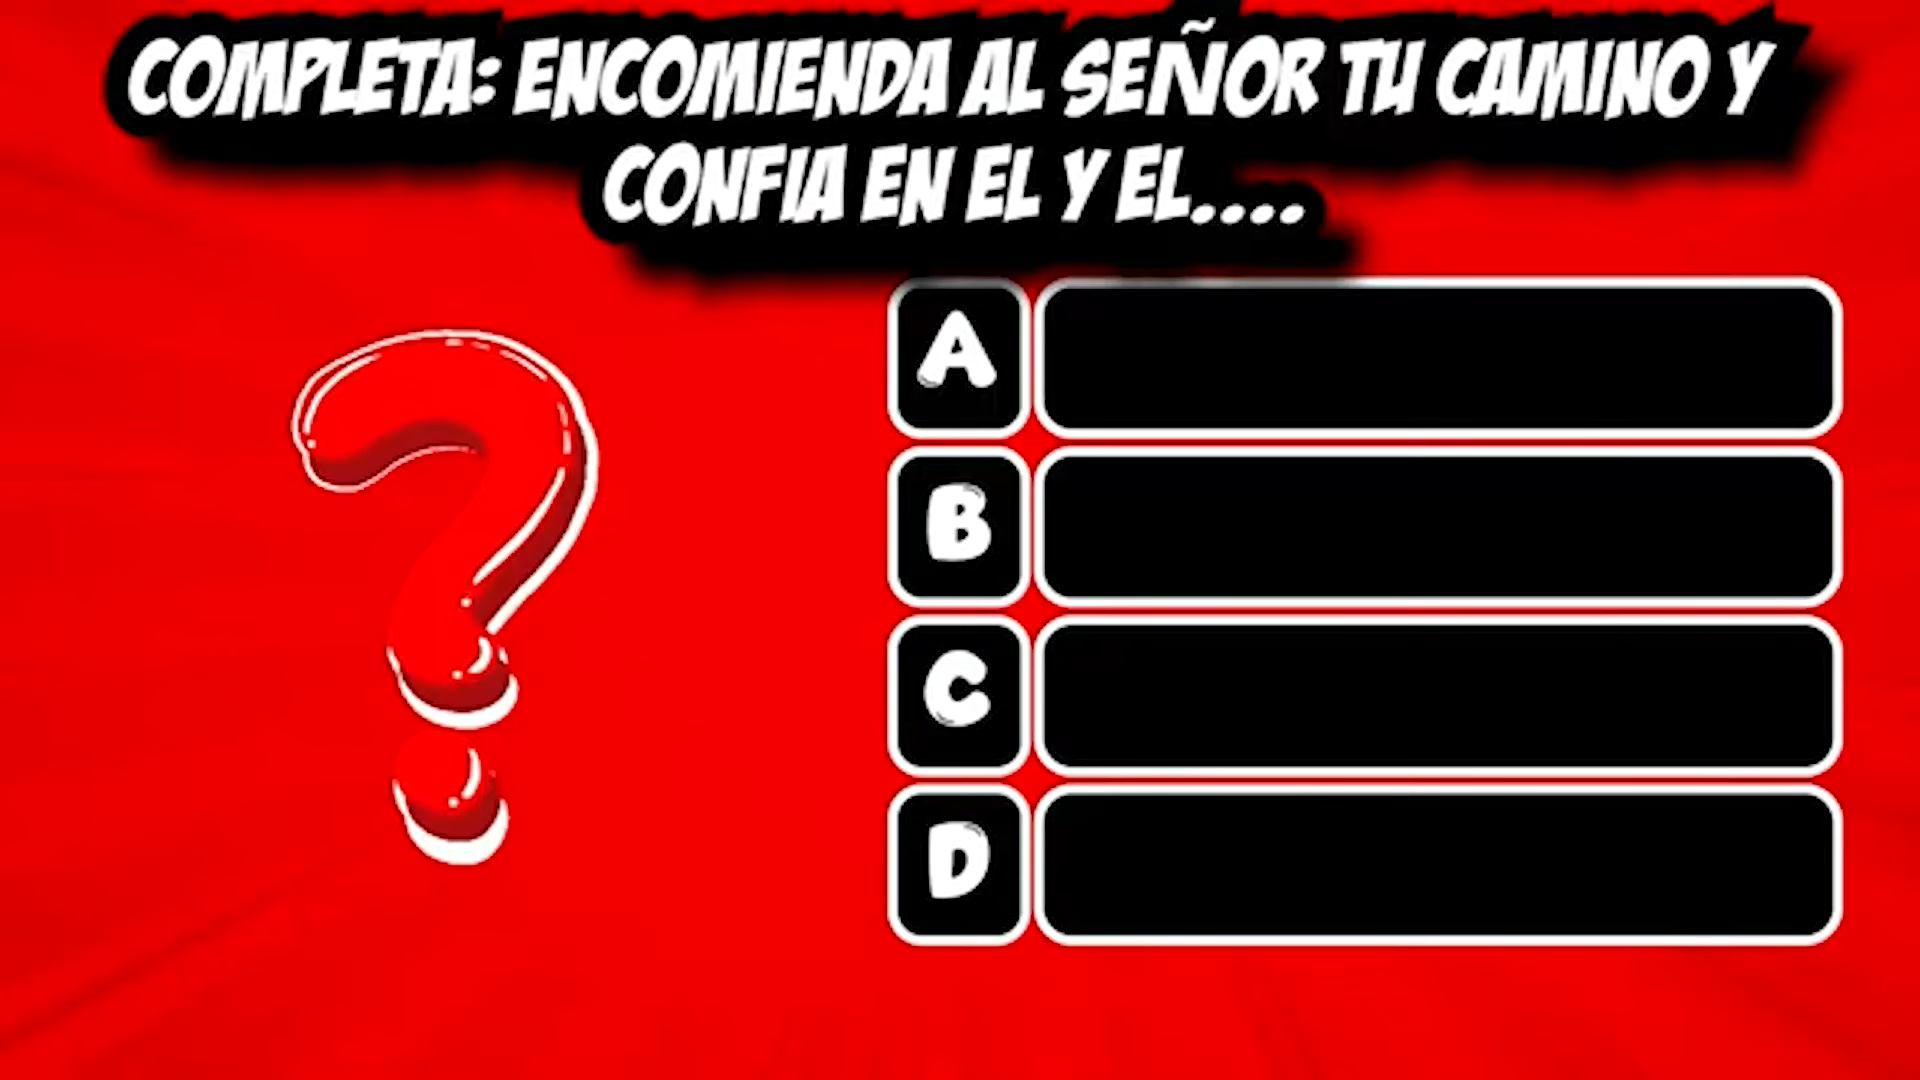 COMPLETA: ENCOMIENDA AL SEÑOR TU CAMINO Y
CONFIA EN EL Y EL....
A
B
C
D